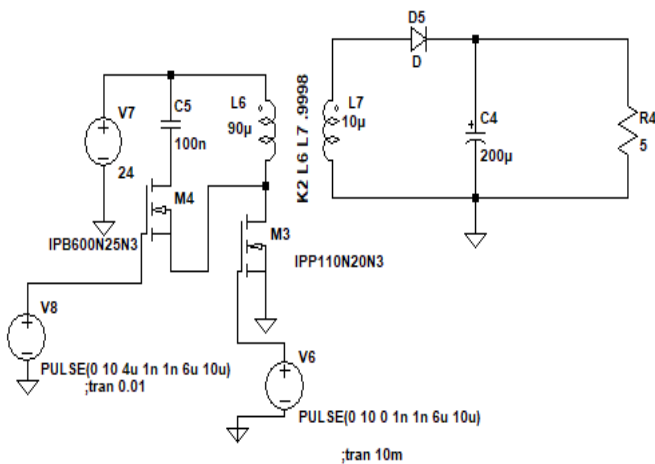 D5
D
V7
24
C5
100n
L6
90µ
K2 L6 L7 .9998
L7
10µ
C4
200µ
R4
5
M4
IPB600N25N3
M3
IPP110N20N3
V8
PULSE(0 10 4u 1n 1n 6u 10u)
;tran 0.01
V6
PULSE(0 10 0 1n 1n 6u 10u)
;tran 10m